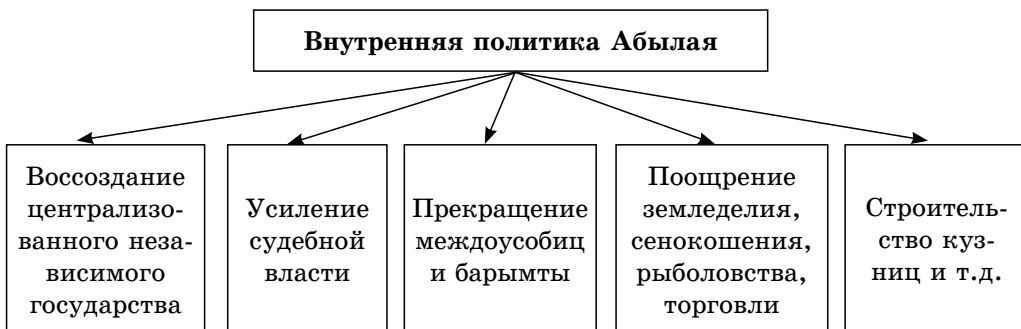 Внутренняя политика Абылая
Воссоздание
централизо-
ванного неза-
висимого
государства
Усиление
судебной
власти
Прекращение
междоусобиц
и барымты
Поощрение
земледелия,
сенокошения,
рыболовства,
торговли
Строитель-
ство куз-
ниц и т.д.